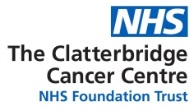 NHS
The Clatterbridge
Cancer Centre
NHS Foundation Trust